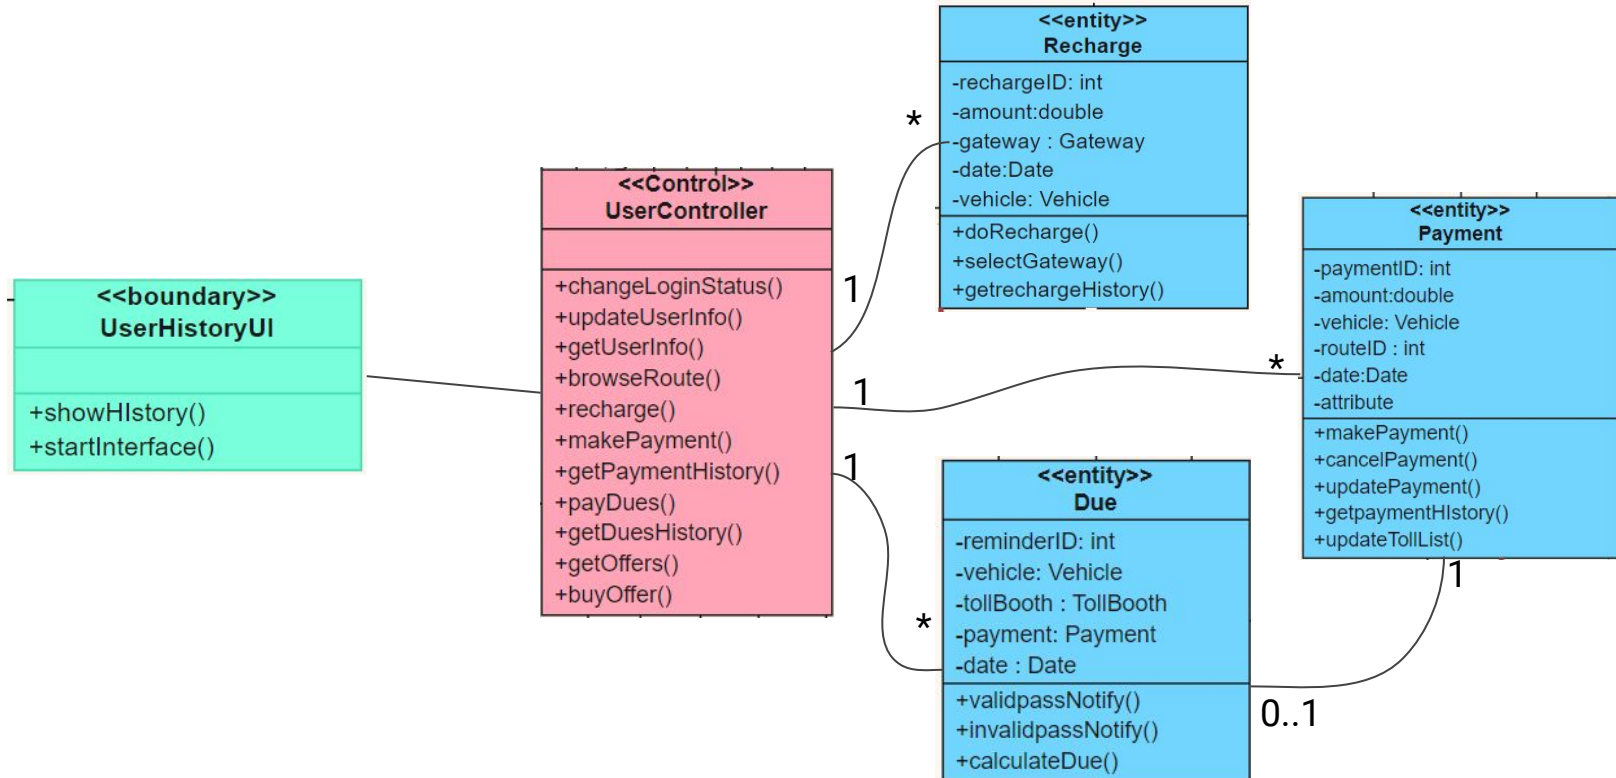 <<boundary>>
UserHistoryUI
+showHIstory()
+startInterface()
<<Control>>
UserController
+changeLoginStatus()
+updateUserInfo()
+getUserInfo()
+browseRoute()
+recharge()
+makePayment()
+getPaymentHistory()
+payDues()
+getDuesHistory()
+getOffers()
+buyOffer()
1
*
1
*
1
*
<<entity>>
Recharge
-rechargeID: int
-amount:double
-gateway : Gateway
-date:Date
-vehicle: Vehicle
+doRecharge()
+selectGateway()
+getrechargeHistory()
<<entity>>
Due
-reminderID: int
-vehicle: Vehicle
-tollBooth : TollBooth
-payment: Payment
-date : Date
+validpassNotify()
+invalidpassNotify()
+calculateDue()
0..1
1
<<entity>>
Payment
-paymentID: int
-amount:double
-vehicle: Vehicle
-routeID : int
-date:Date
-attribute
+makePayment()
+cancelPayment()
+updatePayment()
+getpaymentHIstory()
+updateTollList()